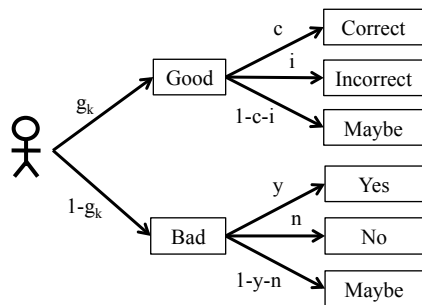 c
Correct
i
g_k
Good
Incorrect
1-c-i
Maybe
1-g_k
y
Yes
n
Bad
No
1-y-n
Maybe